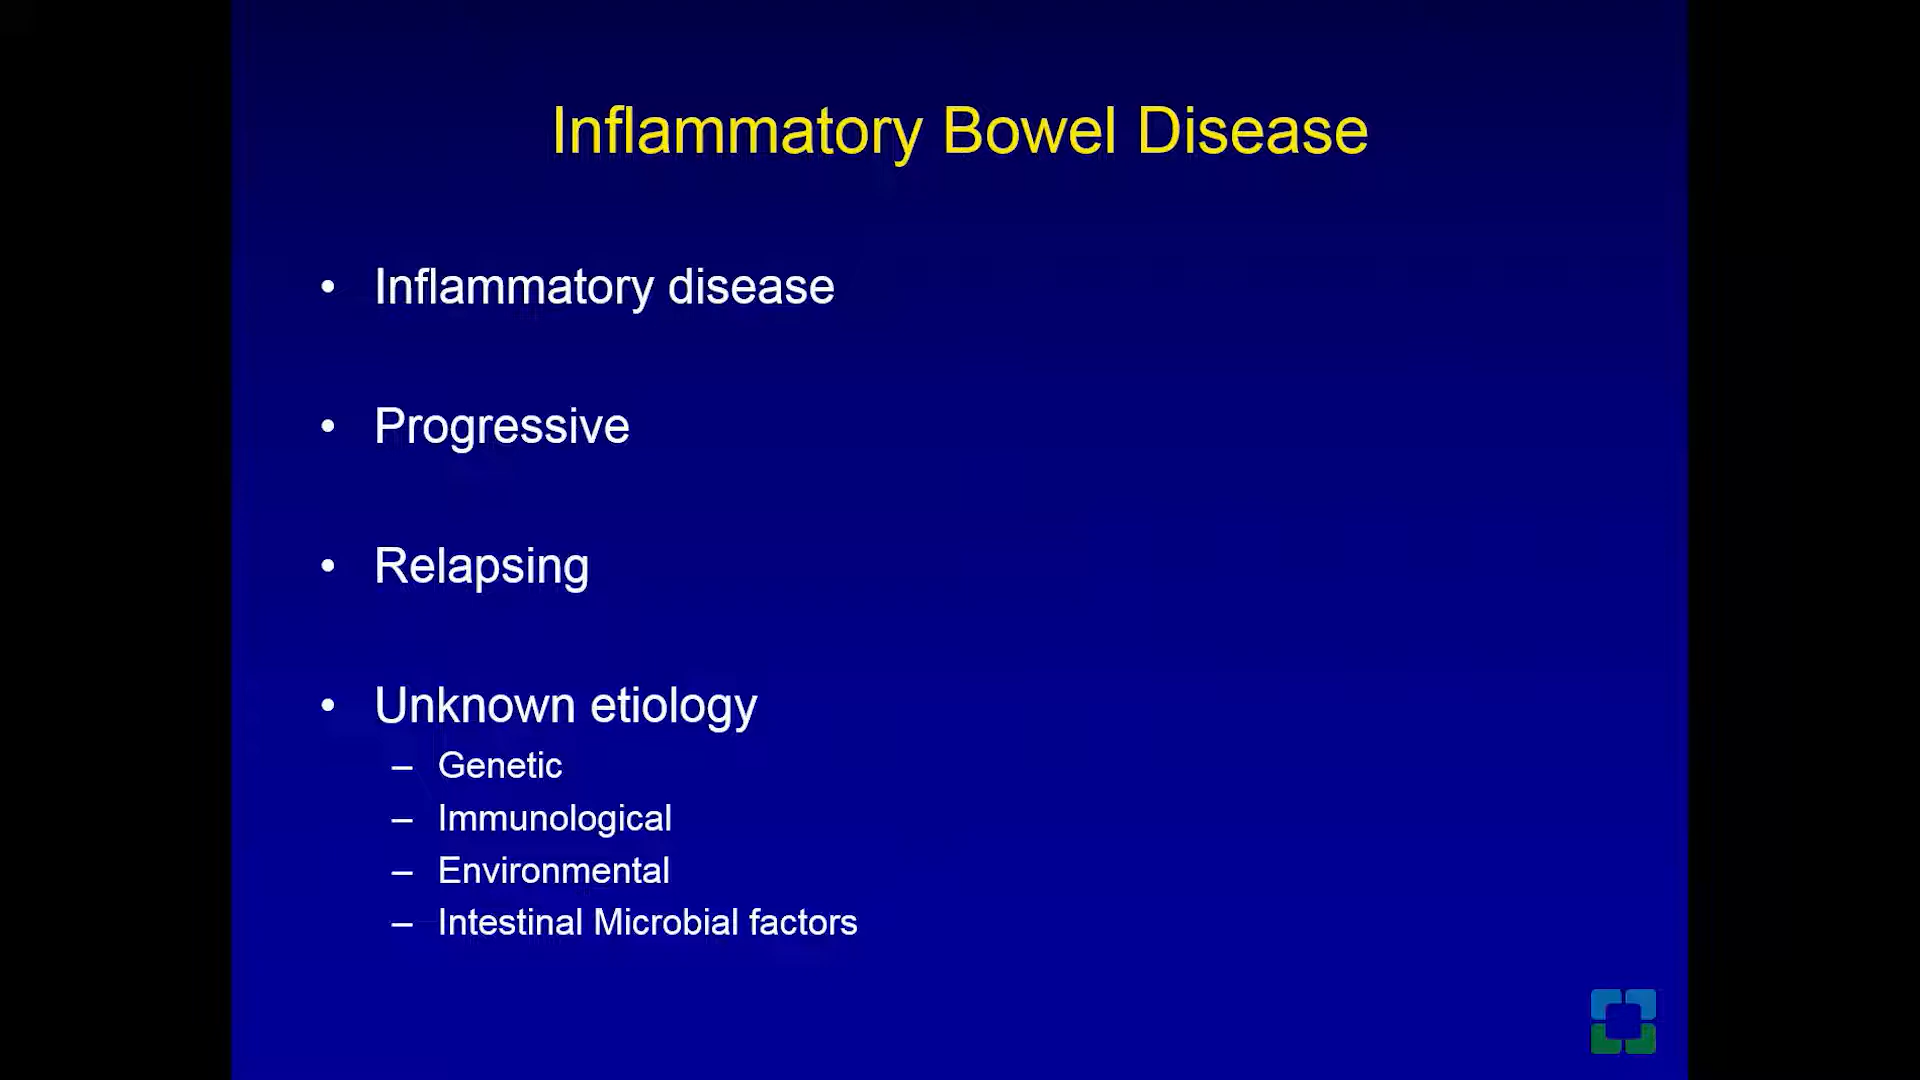 Inflammatory Bowel Disease
• Inflammatory disease
• Progressive
• Relapsing
• Unknown etiology
– Genetic
– Immunological
– Environmental
– Intestinal Microbial factors